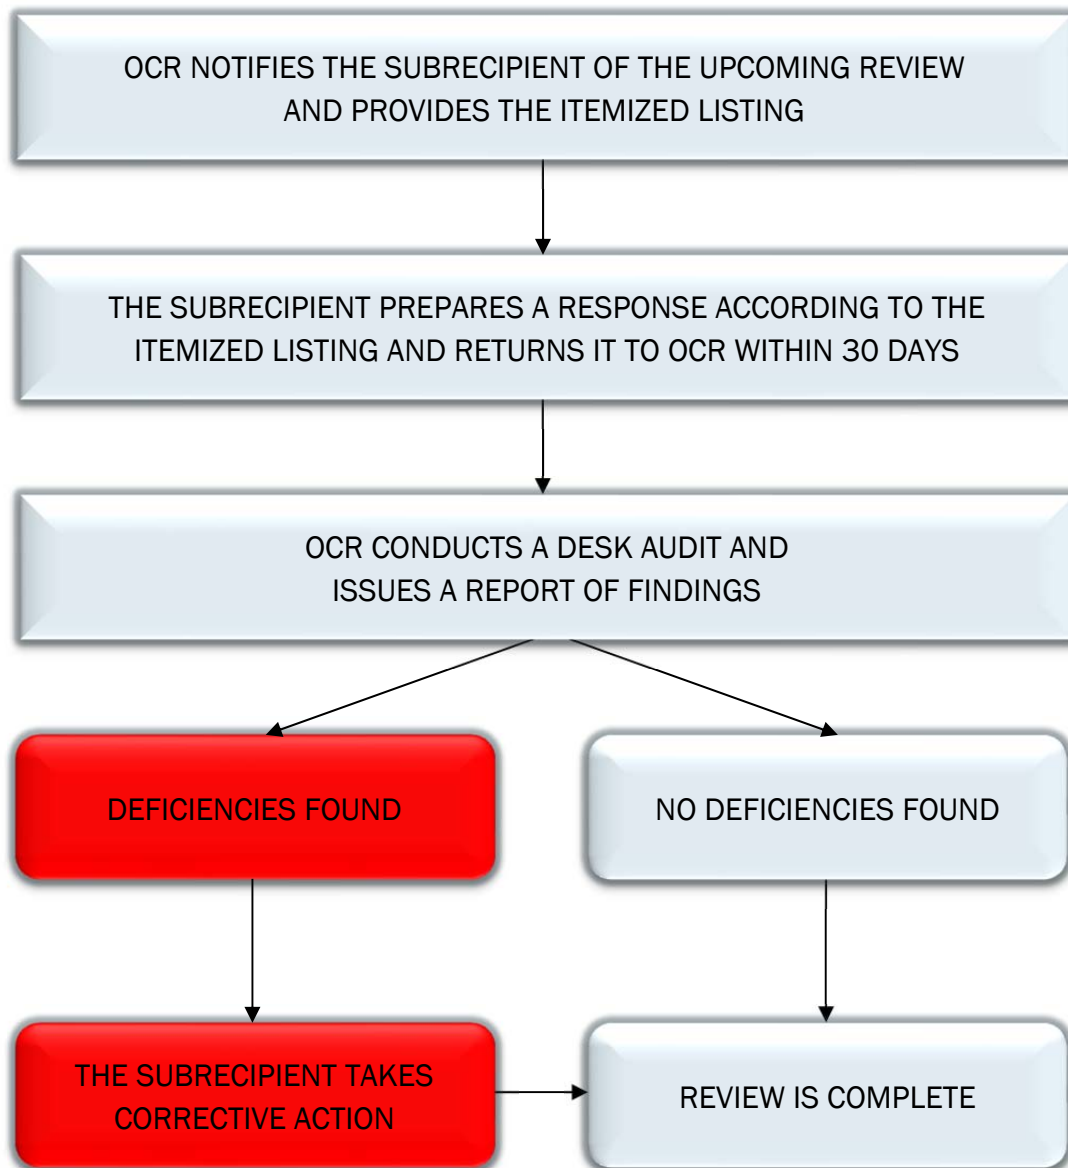 OCR NOTIFIES THE SUBRECIPIENT OF THE UPCOMING REVIEW
AND PROVIDES THE ITEMIZED LISTING
THE SUBRECIPIENT PREPARES A RESPONSE ACCORDING TO THE
ITEMIZED LISTING AND RETURNS IT TO OCR WITHIN 30 DAYS
OCR CONDUCTS A DESK AUDIT AND
ISSUES A REPORT OF FINDINGS
DEFICIENCIES FOUND
NO DEFICIENCIES FOUND
THE SUBRECIPIENT TAKES
CORRECTIVE ACTION
REVIEW IS COMPLETE